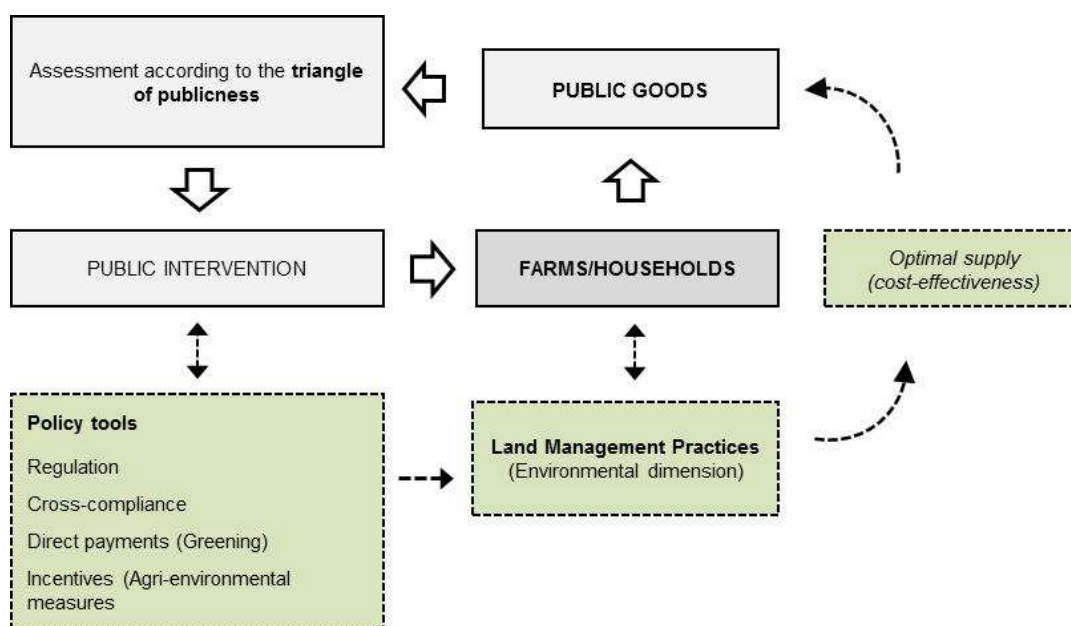 Assessment according to the triangle
of publicness
PUBLIC GOODS
PUBLIC INTERVENTION
FARMS/HOUSEHOLDS
Optimal supply
(cost-effectiveness)
Policy tools
Regulation
Cross-compliance
Direct payments (Greening)
Incentives (Agri-environmental
measures
Land Management Practices
(Environmental dimension)